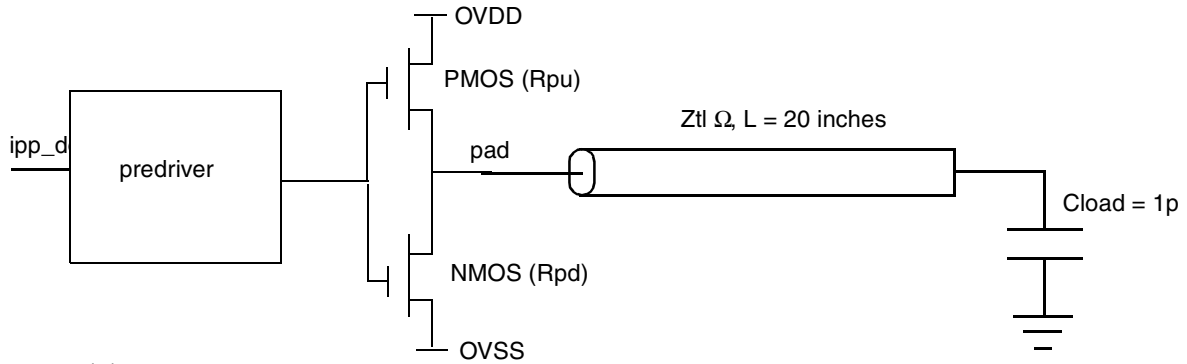 OVDD
PMOS (Rpu)
Ztl Ω, L = 20 inches
ipp_d
predriver
pad
Cload = 1p
NMOS (Rpd)
OVSS